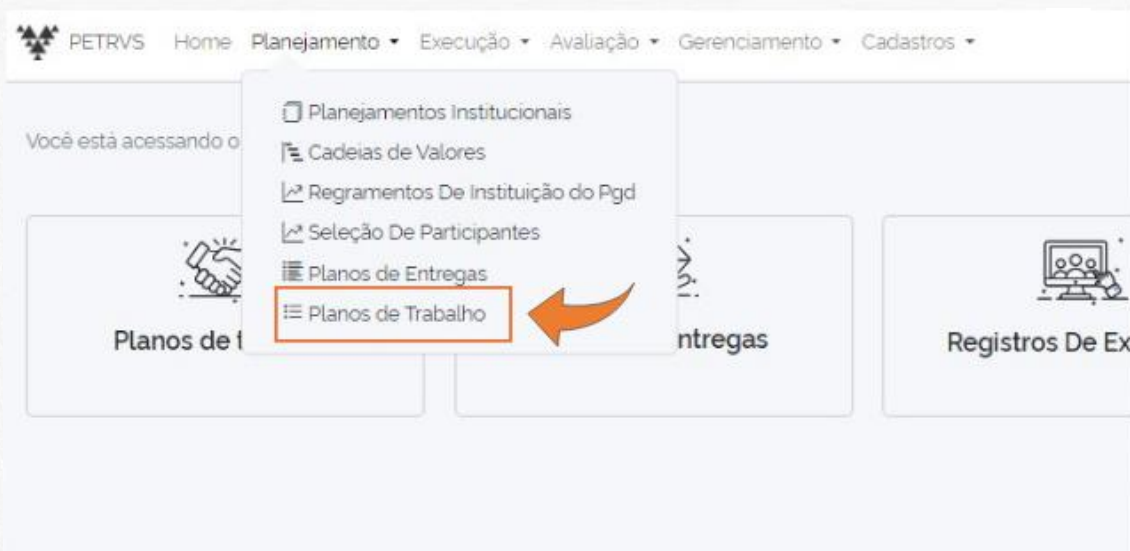 PETRVS Home Planejamento Execução Avaliação Gerenciamento Cadastros
Planejamentos Institucionais
Você está acessando o
Cadeias de Valores
Regramentos De Instituição do Pgd
Seleção De Participantes
Planos de Entregas
Planos de Trabalho
Planos de t
ntregas
Registros De Ex